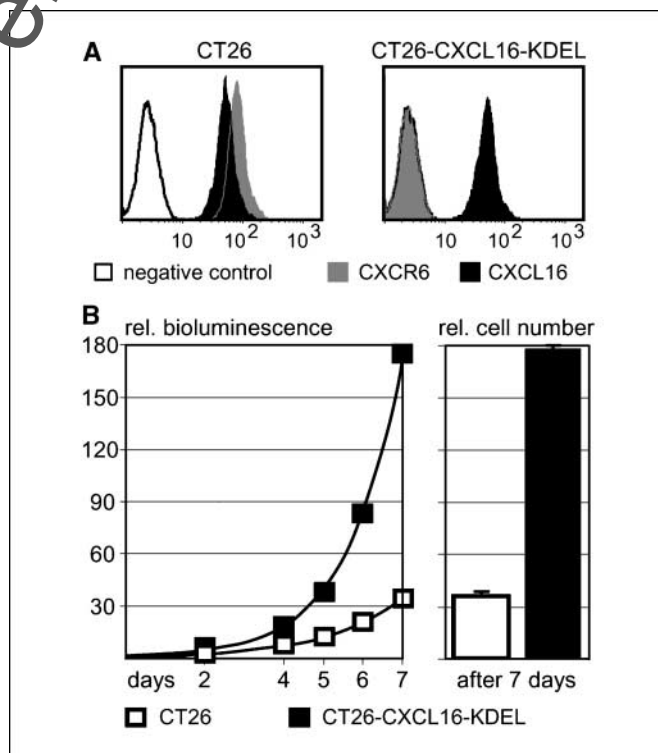 A
CT26
CT26-CXCL16-KDEL
10 10² 10³
10 10² 10³
negative control CXCR6 CXCL16
B
rel. bioluminescence
rel. cell number
180
150
120
90
60
30
days 2 4 5 6 7
after 7 days
CT26 CT26-CXCL16-KDEL